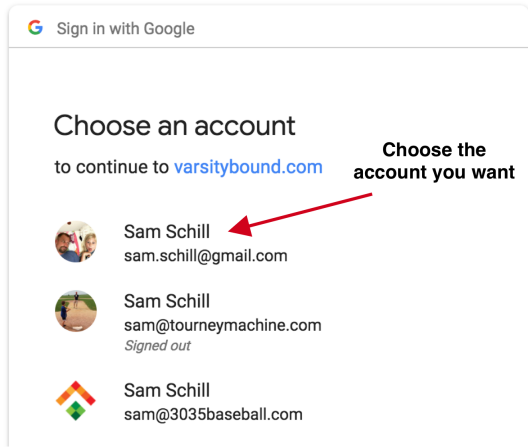 Sign in with Google
Choose an account
to continue to varsitybound.com
Choose the
account you want
Sam Schill
sam.schill@gmail.com
Sam Schill
sam@tourneymachine.com
Signed out
Sam Schill
sam@3035baseball.com